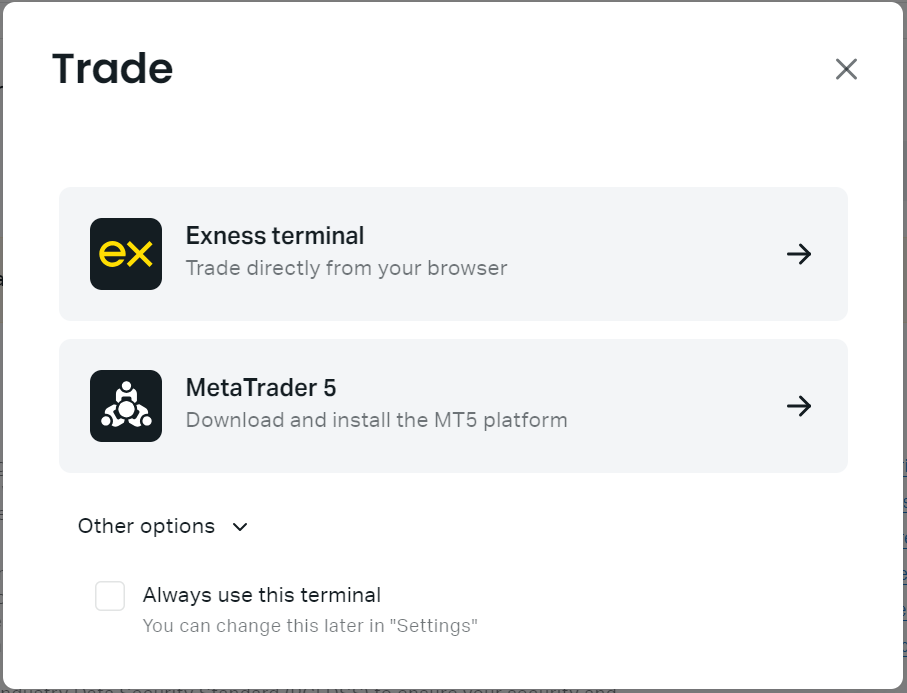 Trade
ex
Exness terminal
Trade directly from your browser
MetaTrader 5
Download and install the MT5 platform
Other options
Always use this terminal
You can change this later in "Settings"